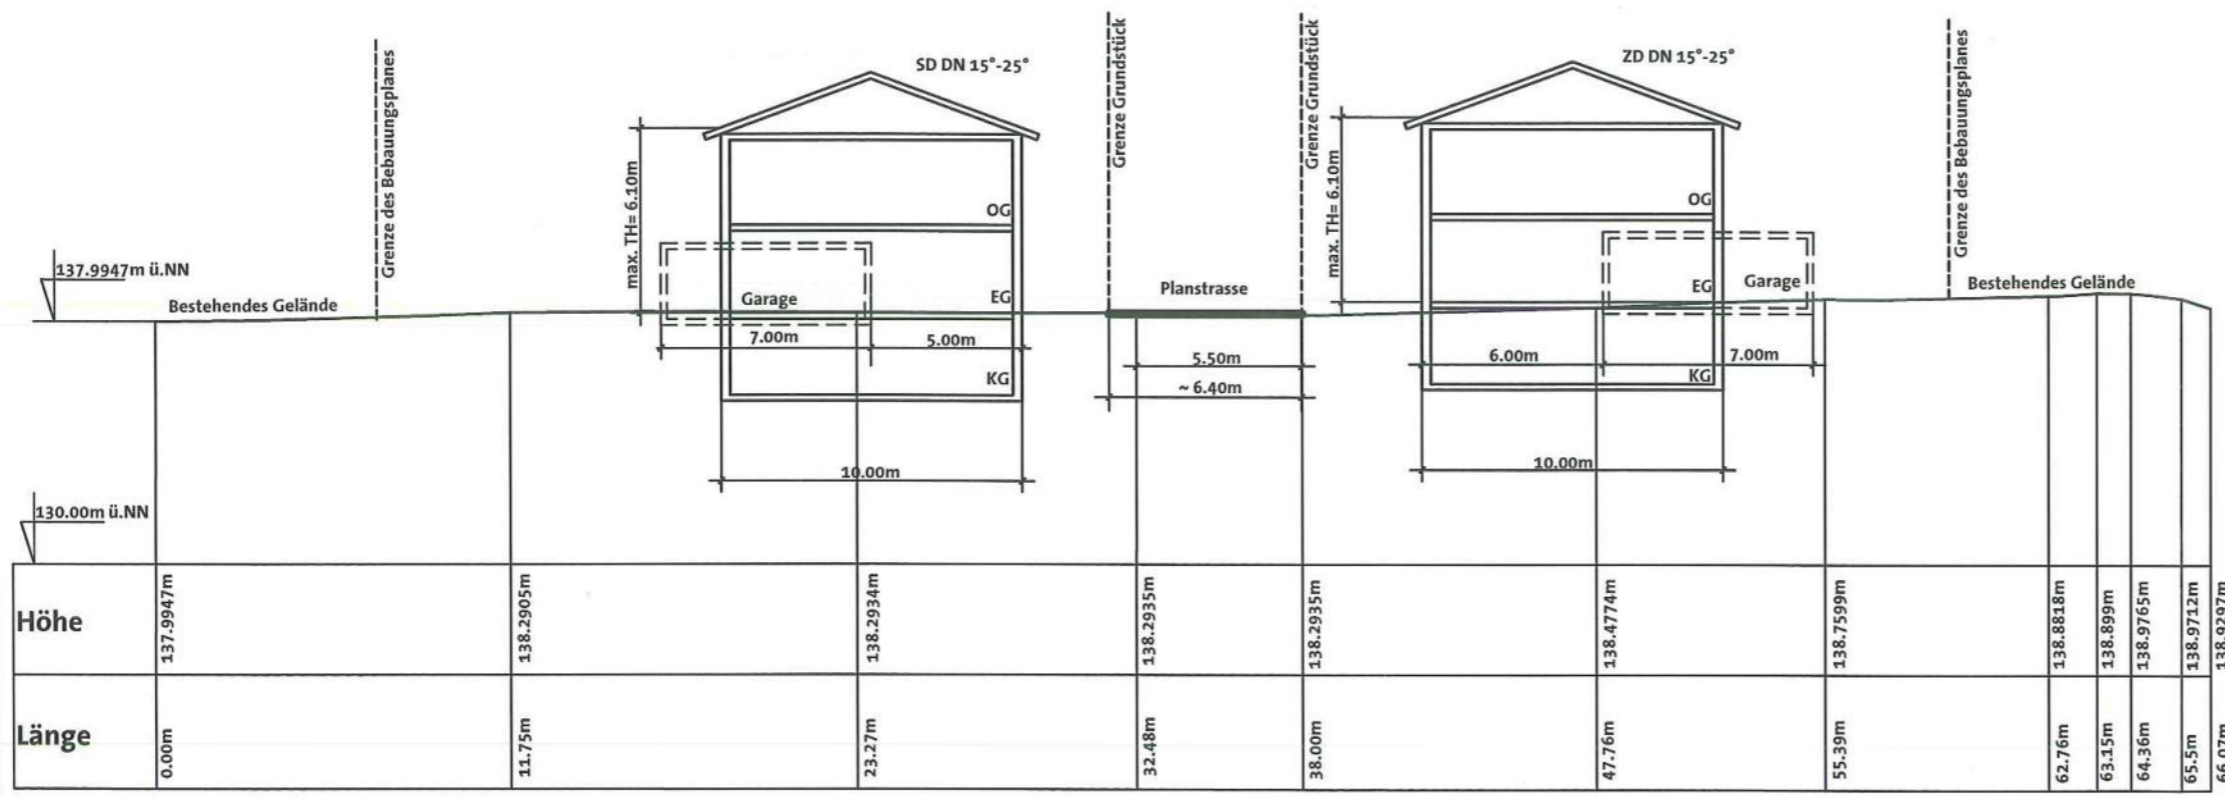 Grenze des Bebauungsplanes
SD DN 15°-25°
Grenze Grundstück
Grenze Grundstück
ZD DN 15°-25°
Grenze des Bebauungsplanes
max. TH= 6.10m
OG
max. TH= 6.10m
OG
137.9947m ü.NN
Bestehendes Gelände
Garage
EG
Planstrasse
EG
Garage
Bestehendes Gelände
7.00m
5.00m
5.50m
6.00m
7.00m
KG
~ 6.40m
KG
10.00m
10.00m
130.00m ü.NN
Höhe
137.9947m
138.2905m
138.2934m
138.2935m
138.2935m
138.4774m
138.7599m
138.8818m
138.899m
138.9765m
138.9712m
138.9297m
Länge
0.00m
11.75m
23.27m
32.48m
38.00m
47.76m
55.39m
62.76m
63.15m
64.36m
65.5m
66.07m